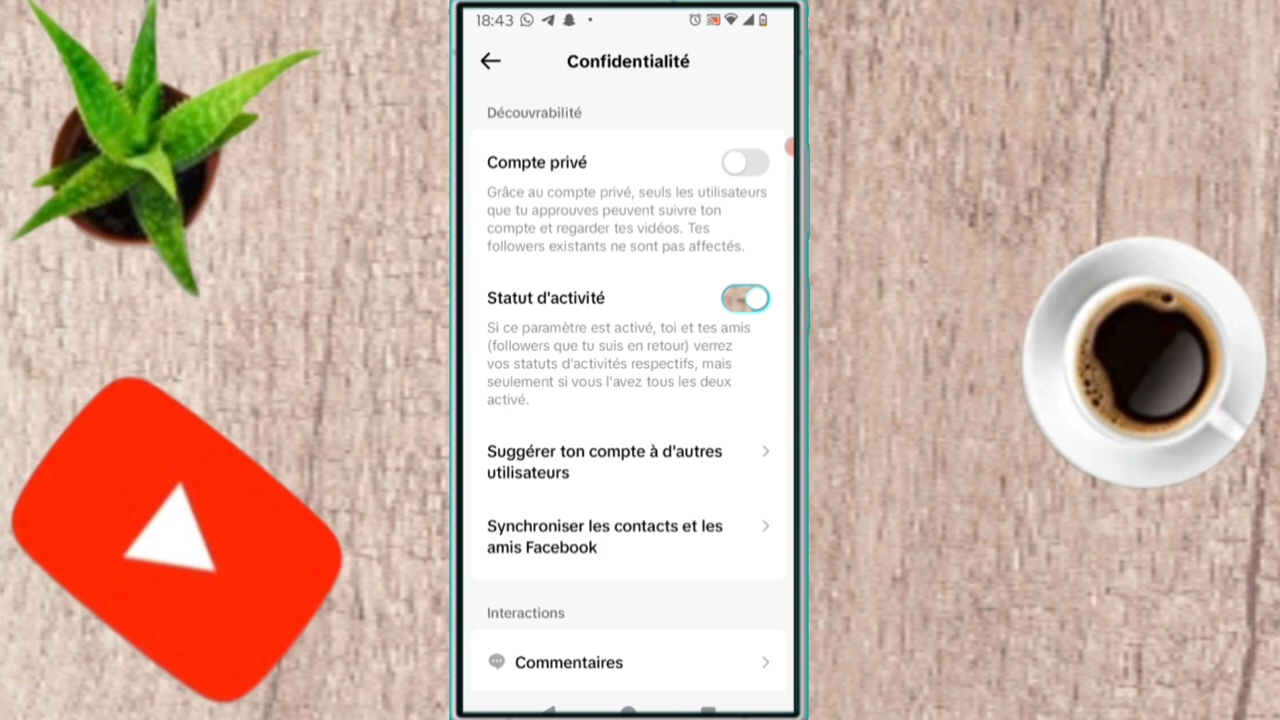 18:43
Confidentialité
Découvrabilité
Compte privé
Grâce au compte privé, seuls les utilisateurs
que tu approuves peuvent suivre ton
compte et regarder tes vidéos. Tes
followers existants ne sont pas affectés.
Statut d'activité
Si ce paramètre est activé, toi et tes amis
(followers que tu suis en retour) verrez
vos statuts d'activités respectifs, mais
seulement si vous l'avez tous les deux
activé.
Suggérer ton compte à d'autres
utilisateurs
Synchroniser les contacts et les
amis Facebook
Interactions
Commentaires